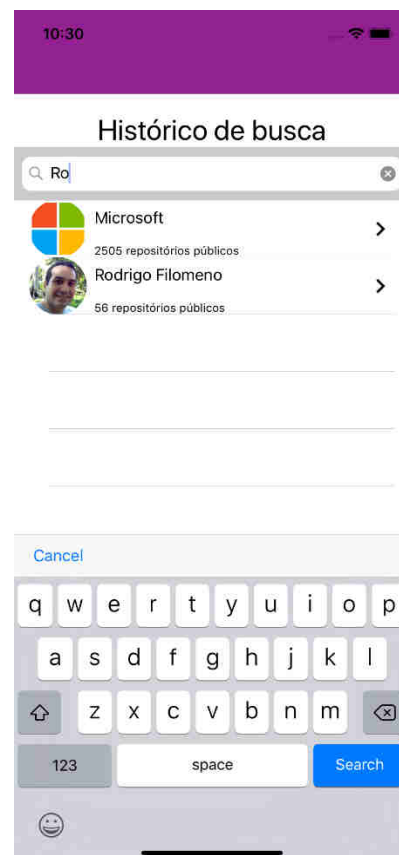 10:30
Histórico de busca
Ro
Microsoft
2505 repositórios públicos
Rodrigo Filomeno
56 repositórios públicos
Cancel
q w e r t y u i o p
a s d f g h j k l
z x c v b n m
123 space Search